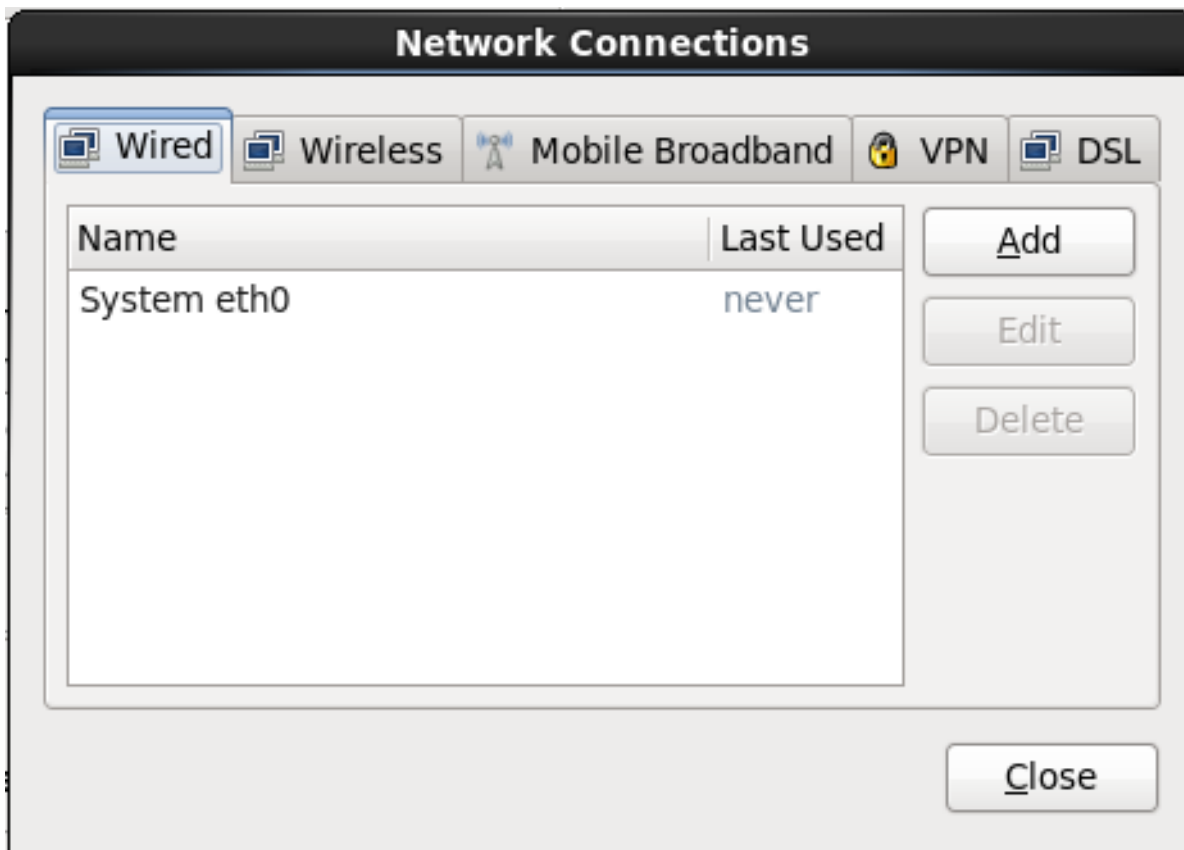 Network Connections
Wired Wireless Mobile Broadband VPN DSL
Name Last Used Add
System eth0 never
Edit
Delete
Close